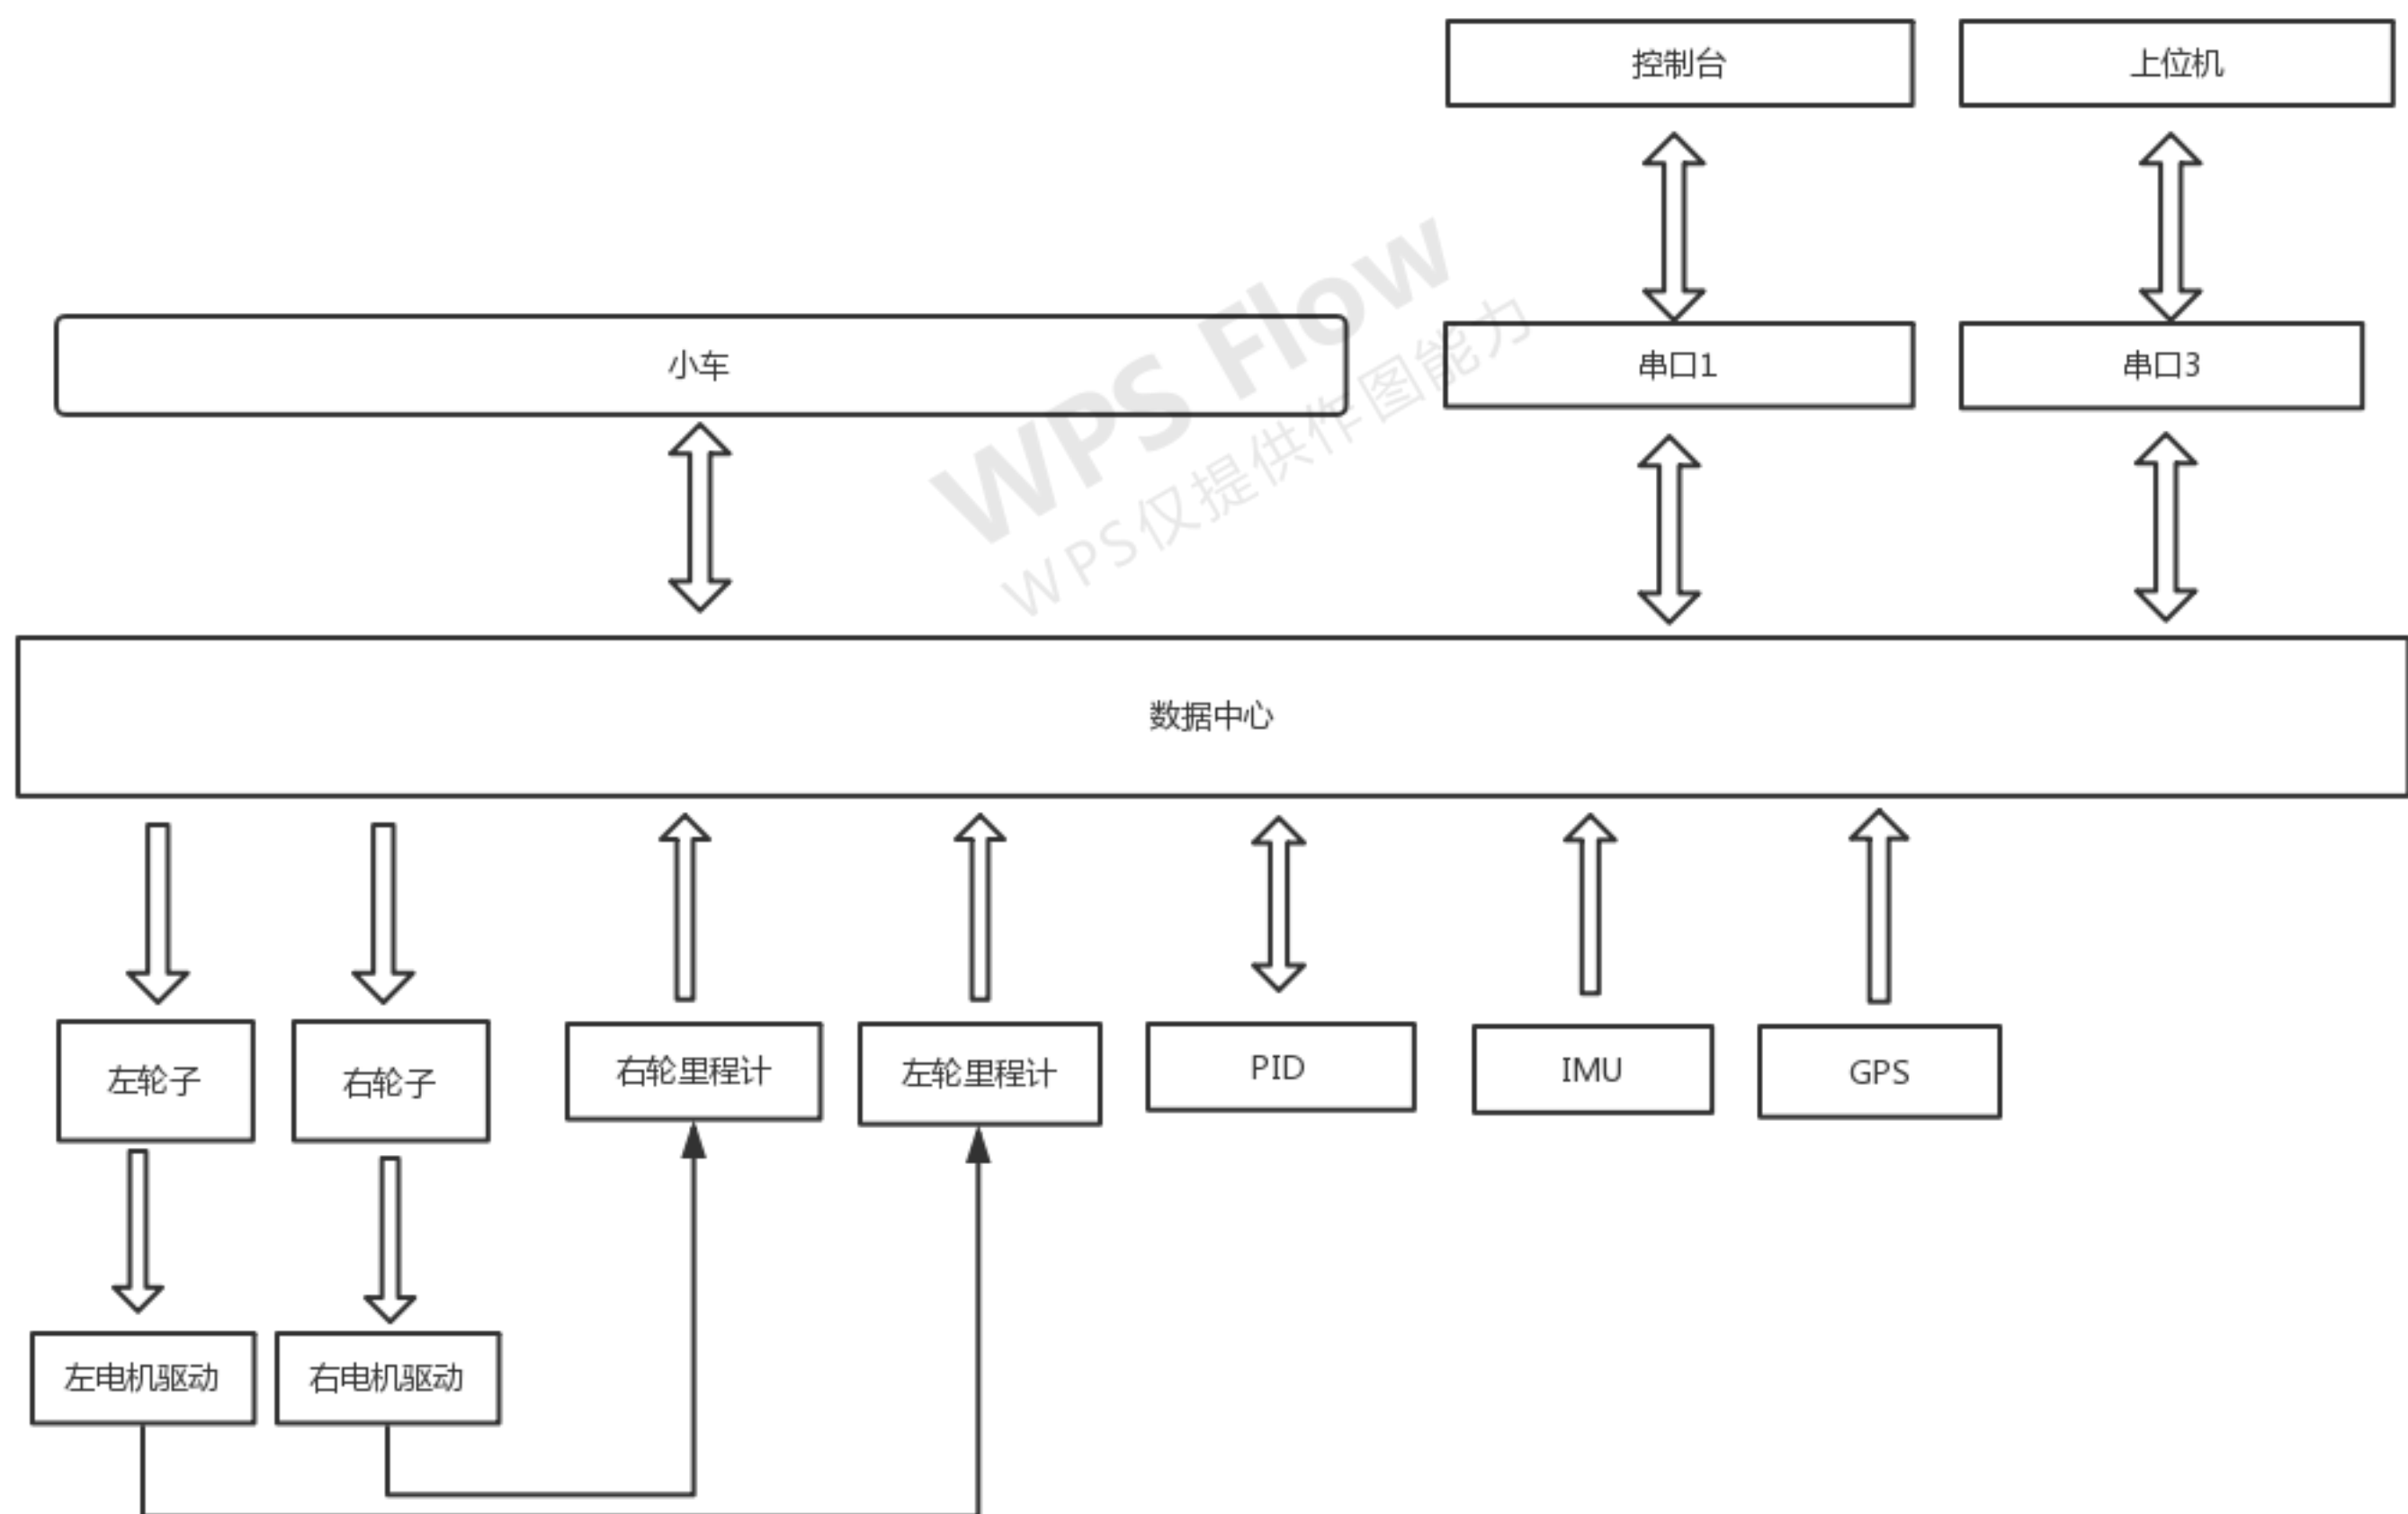 控制台
上位机
WPS Flow
WPS仅提供作图能力
小车
串口1
串口3
数据中心
左轮子
右轮子
右轮里程计
左轮里程计
PID
IMU
GPS
左电机驱动
右电机驱动